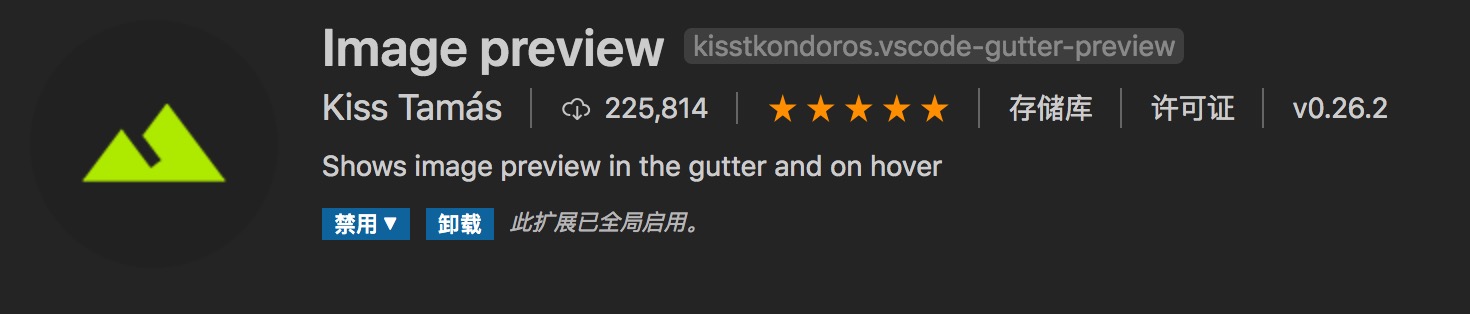 Image preview kisstkondoros.vscode-gutter-preview
Kiss Tamás 225,814 存储库 许可证 v0.26.2
Shows image preview in the gutter and on hover
禁用 卸载 此扩展已全局启用。